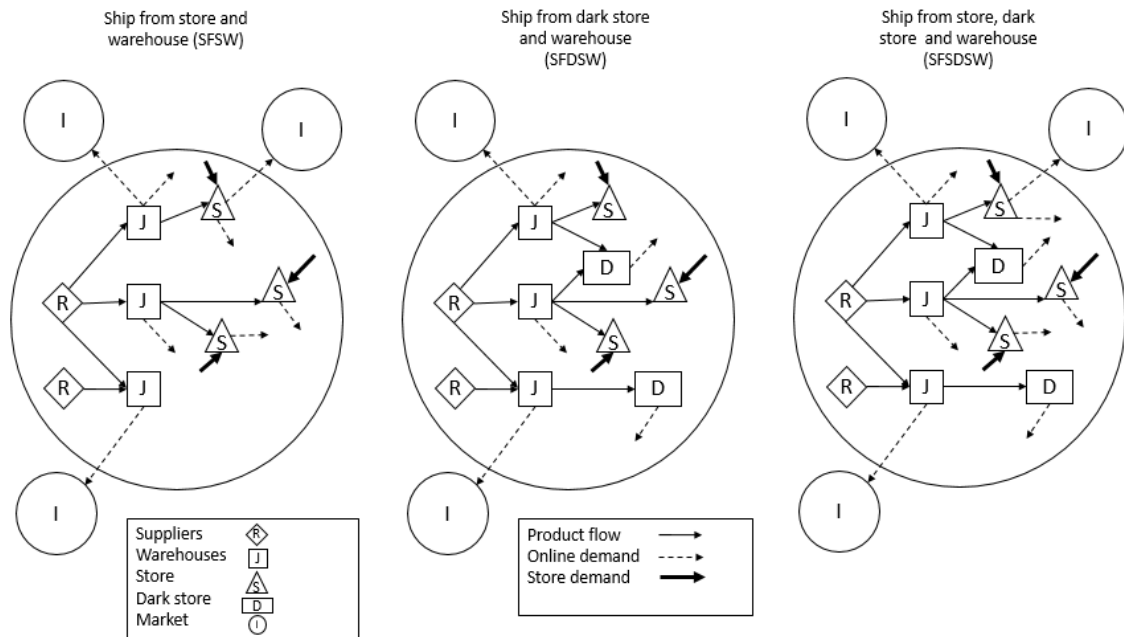 Ship from store and
warehouse (SFSW)
Ship from dark store
and warehouse
(SFDSW)
Ship from store, dark
store and warehouse
(SFSDSW)
I
I
J
S
R
J
S
S
R
J
I
I
J
S
D
R
J
S
S
R
J
D
I
I
I
J
S
D
R
J
S
S
R
J
D
I
Suppliers R
Warehouses J
Store S
Dark store D
Market I
Product flow
Online demand
Store demand